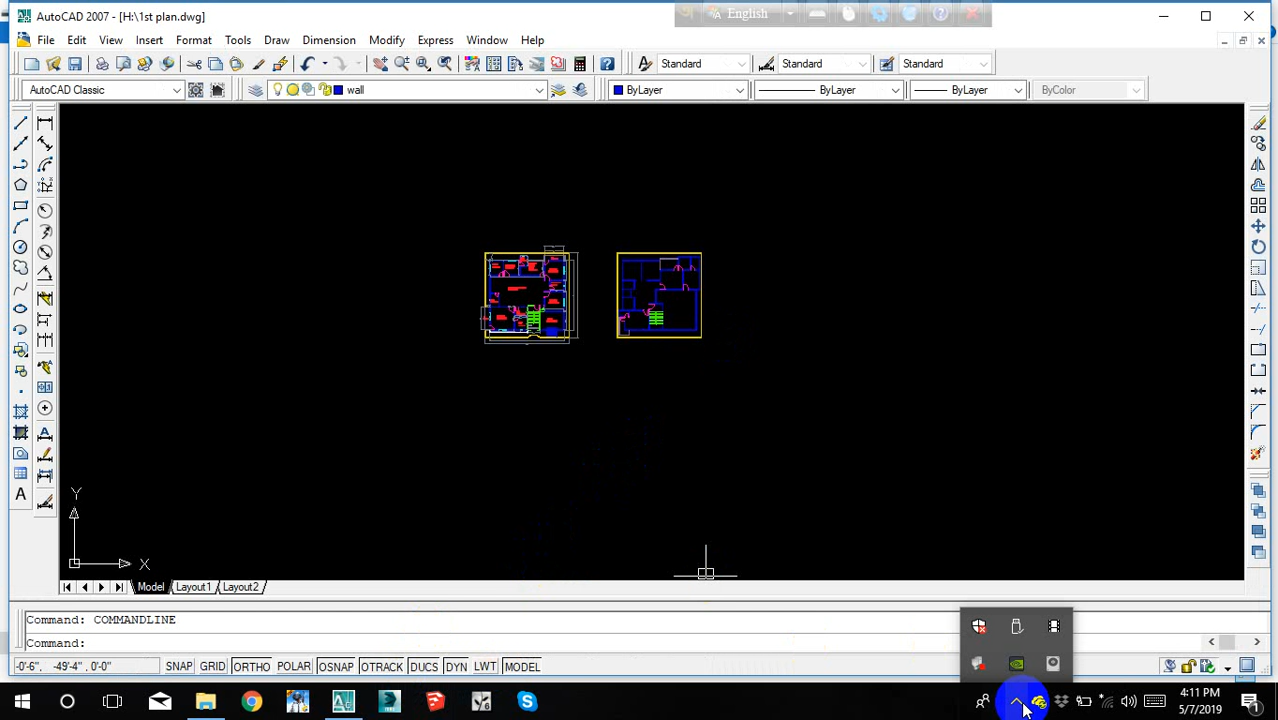 AutoCAD 2007 - [H:\1st plan.dwg]
English
File Edit View Insert Format Tools Draw Dimension Modify Express Window Help
Standard Standard Standard
AutoCAD Classic wall ByLayer ByLayer ByLayer ByColor
Y
X
Model Layout1 Layout2
Command: COMMANDLINE
Command:
-0'-6", -49'-4", 0'-0" SNAP GRID ORTHO POLAR OSNAP OTRACK DUCS DYN LWT MODEL
4:11 PM
5/7/2019